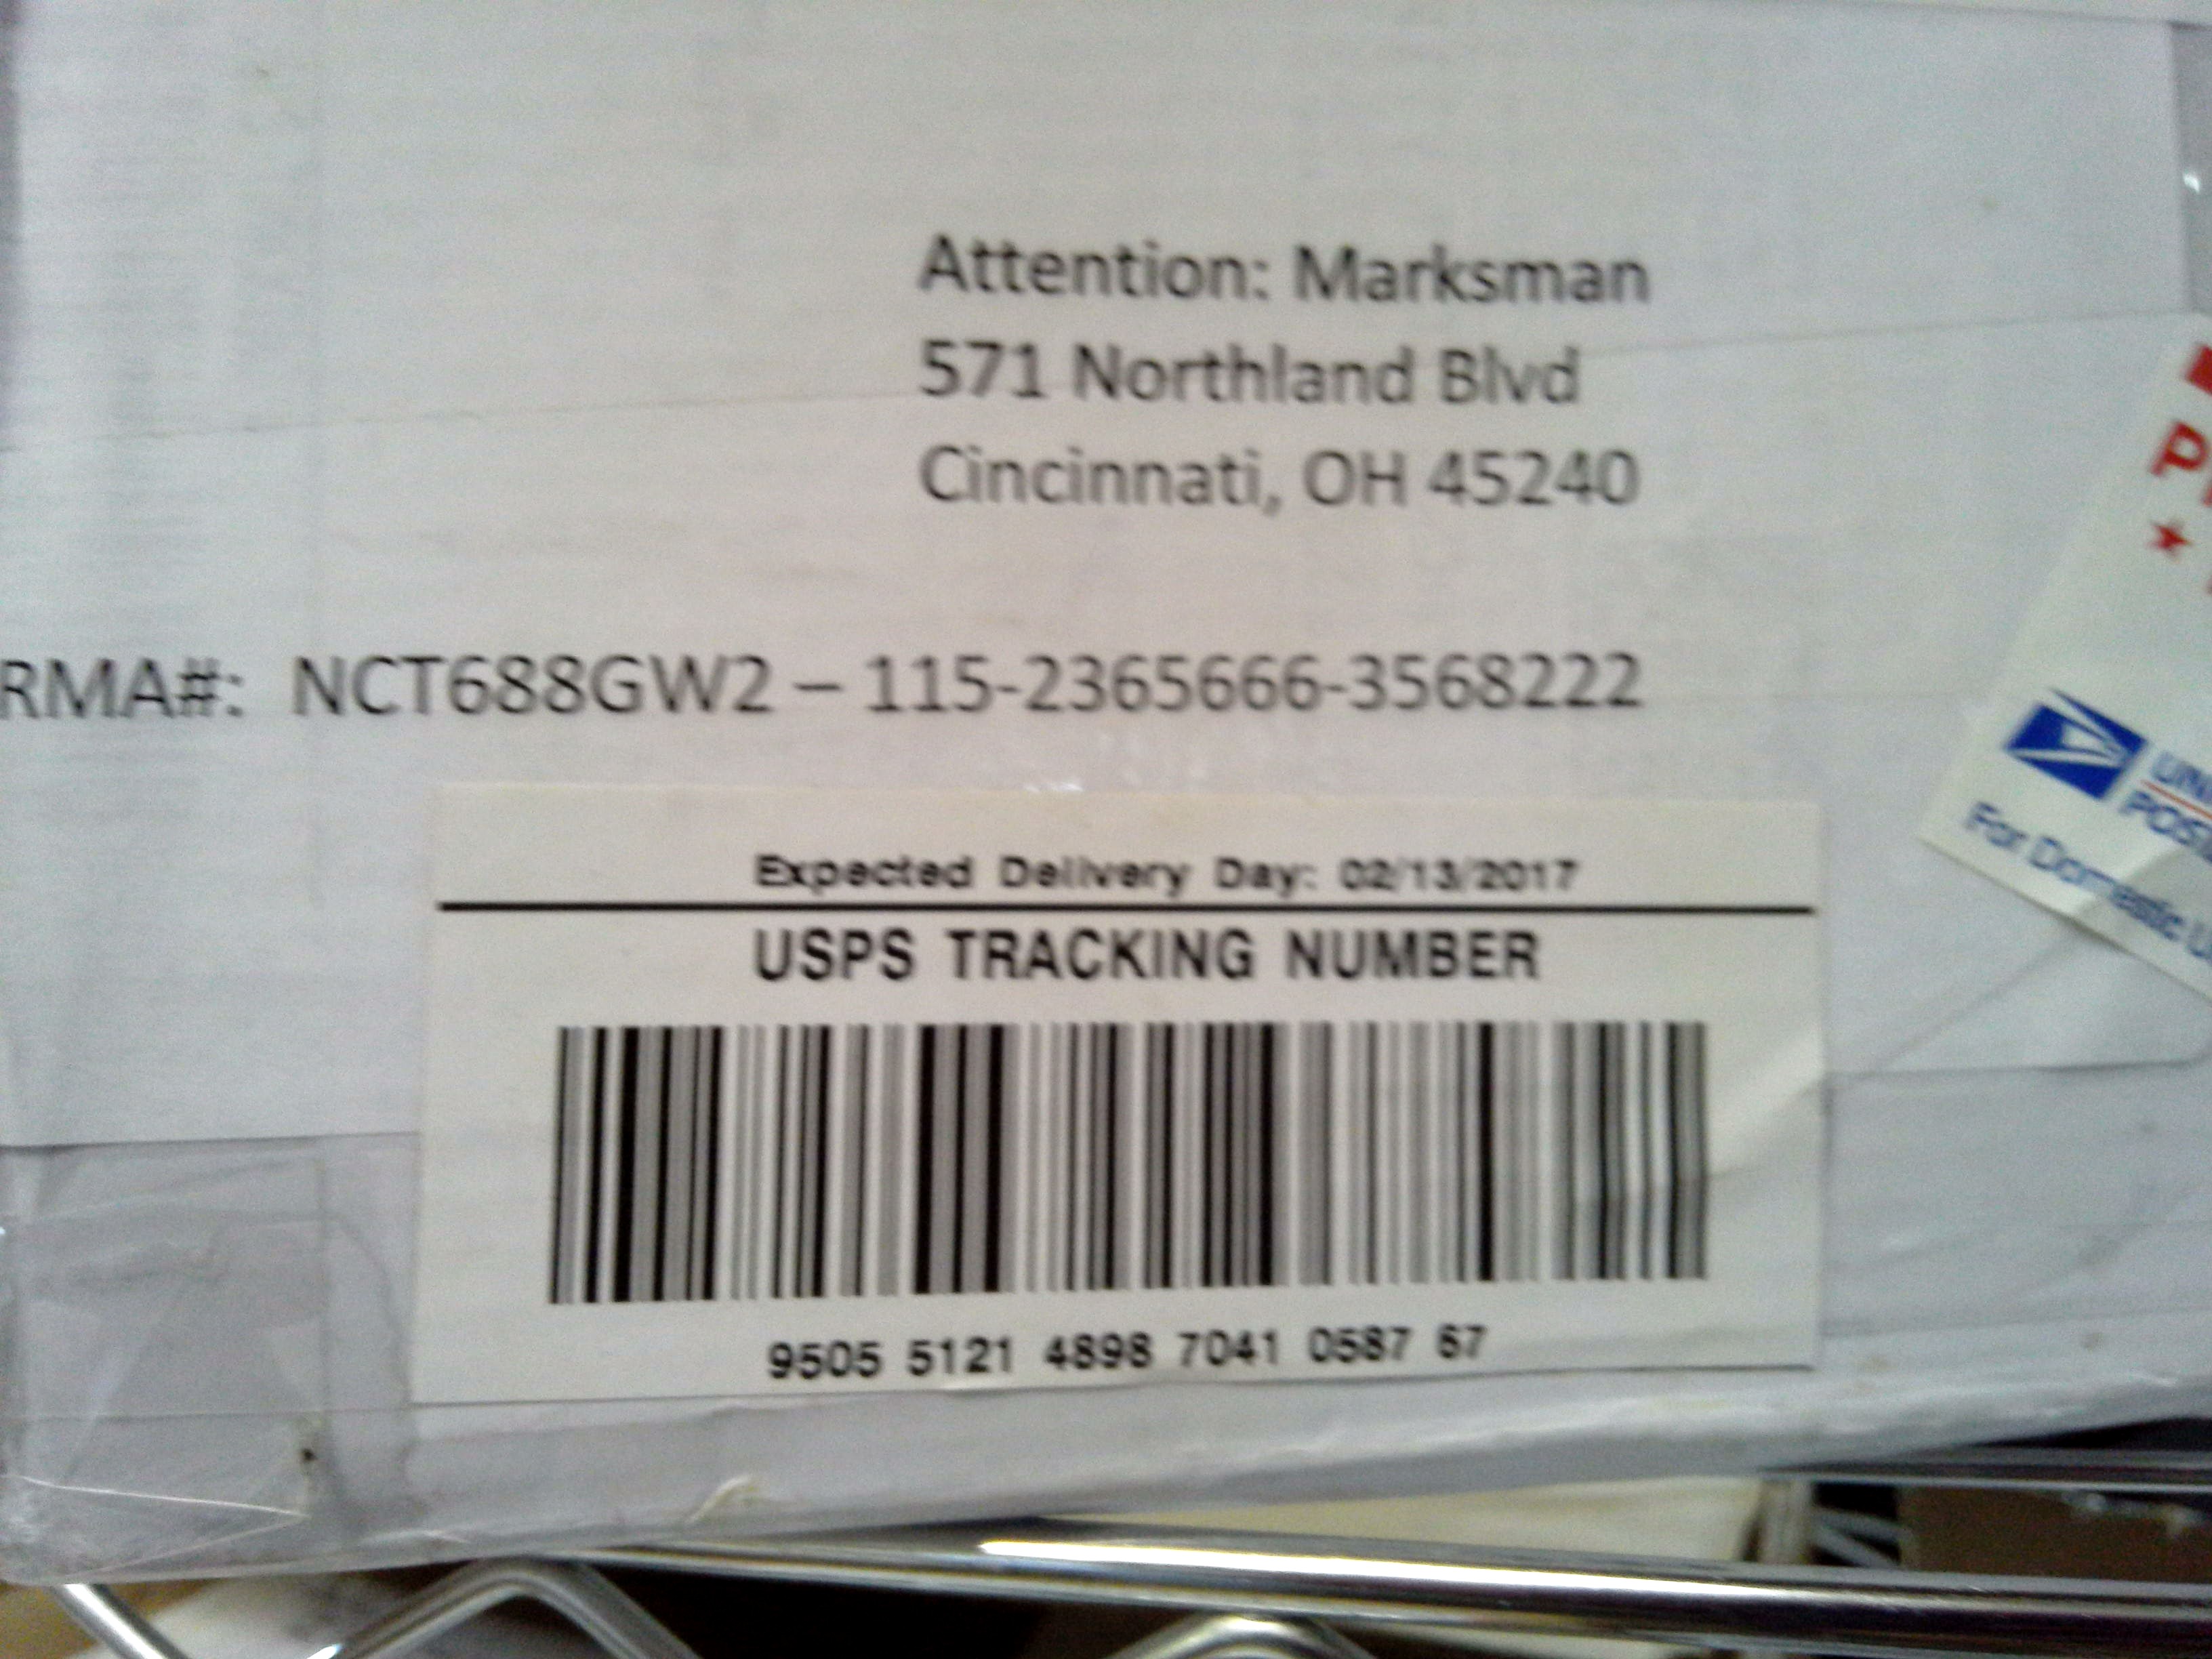 Attention: Marksman
571 Northland Blvd
Cincinnati, OH 45240
RMA#: NCT688GW2 – 115-2365666-3568222
Expected Delivery Day: 02/13/2017
USPS TRACKING NUMBER
9505 5121 4898 7041 0587 67
For Domestic